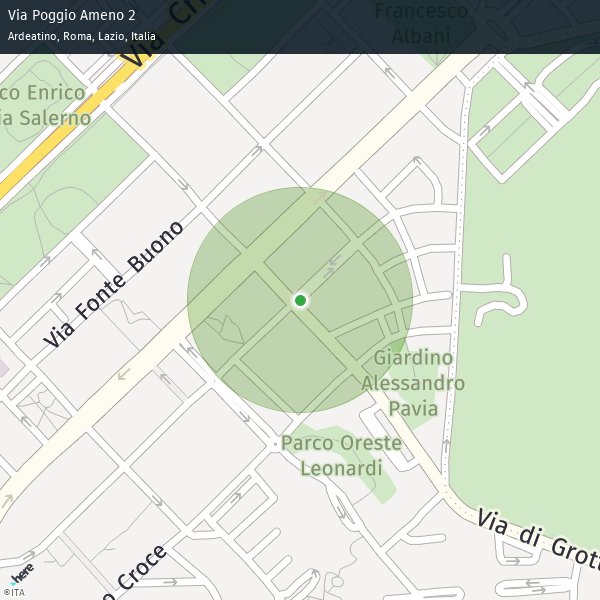 Via Poggio Ameno 2
Ardeatino, Roma, Lazio, Italia
Francesco
Albani
Via Cri
co Enrico
ia Salerno
Via Fonte Buono
Giardino
Alessandro
Pavia
Parco Oreste
Leonardi
Via di Grott
o Croce
here
©ITA